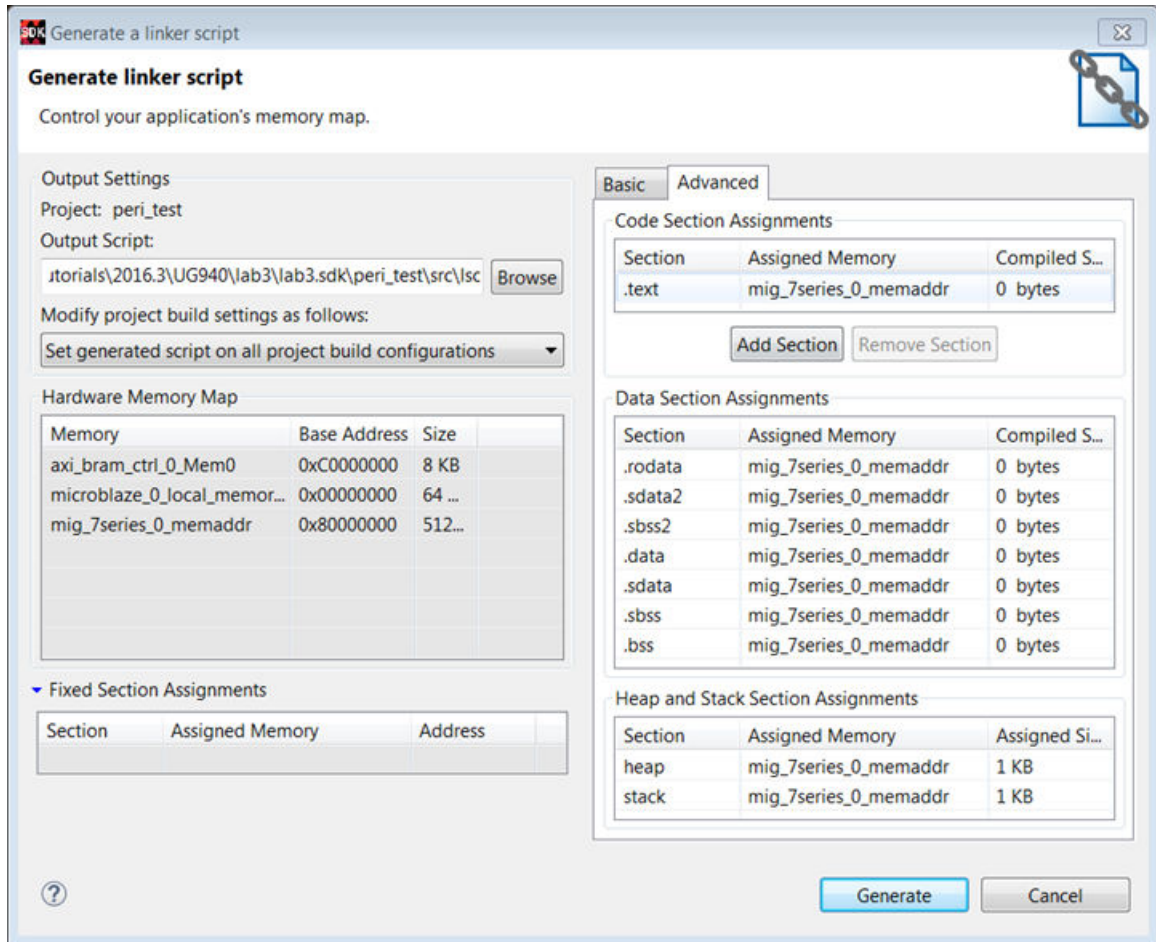 SDK Generate a linker script
Generate linker script
Control your application's memory map.
Output Settings
Project: peri_test
Output Script:
utorials\2016.3\UG940\lab3\lab3.sdk\peri_test\src\lsc Browse
Modify project build settings as follows:
Set generated script on all project build configurations
Hardware Memory Map
Memory Base Address Size
axi_bram_ctrl_0_Mem0 0xC0000000 8 KB
microblaze_0_local_memor... 0x00000000 64 ...
mig_7series_0_memaddr 0x80000000 512...
Fixed Section Assignments
Section Assigned Memory Address
Basic Advanced
Code Section Assignments
Section Assigned Memory Compiled S...
.text mig_7series_0_memaddr 0 bytes
Add Section Remove Section
Data Section Assignments
Section Assigned Memory Compiled S...
.rodata mig_7series_0_memaddr 0 bytes
.sdata2 mig_7series_0_memaddr 0 bytes
.sbss2 mig_7series_0_memaddr 0 bytes
.data mig_7series_0_memaddr 0 bytes
.sdata mig_7series_0_memaddr 0 bytes
.sbss mig_7series_0_memaddr 0 bytes
.bss mig_7series_0_memaddr 0 bytes
Heap and Stack Section Assignments
Section Assigned Memory Assigned Si...
heap mig_7series_0_memaddr 1 KB
stack mig_7series_0_memaddr 1 KB
? Generate Cancel